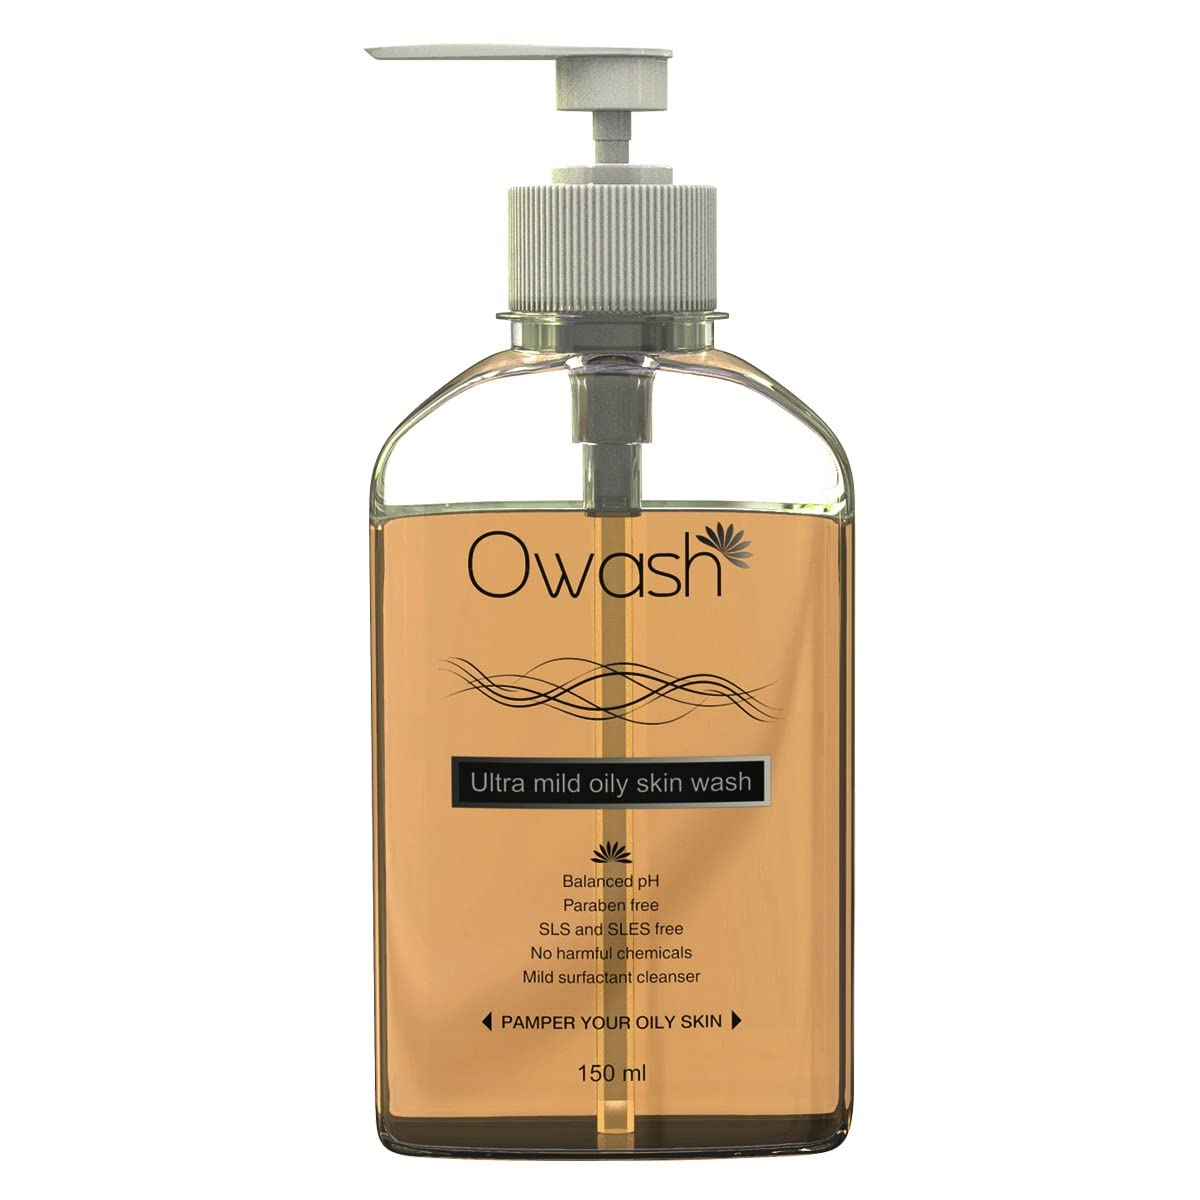 Owash
Ultra mild oily skin wash
Balanced pH
Paraben free
SLS and SLES free
No harmful chemicals
Mild surfactant cleanser
PAMPER YOUR OILY SKIN
150 ml